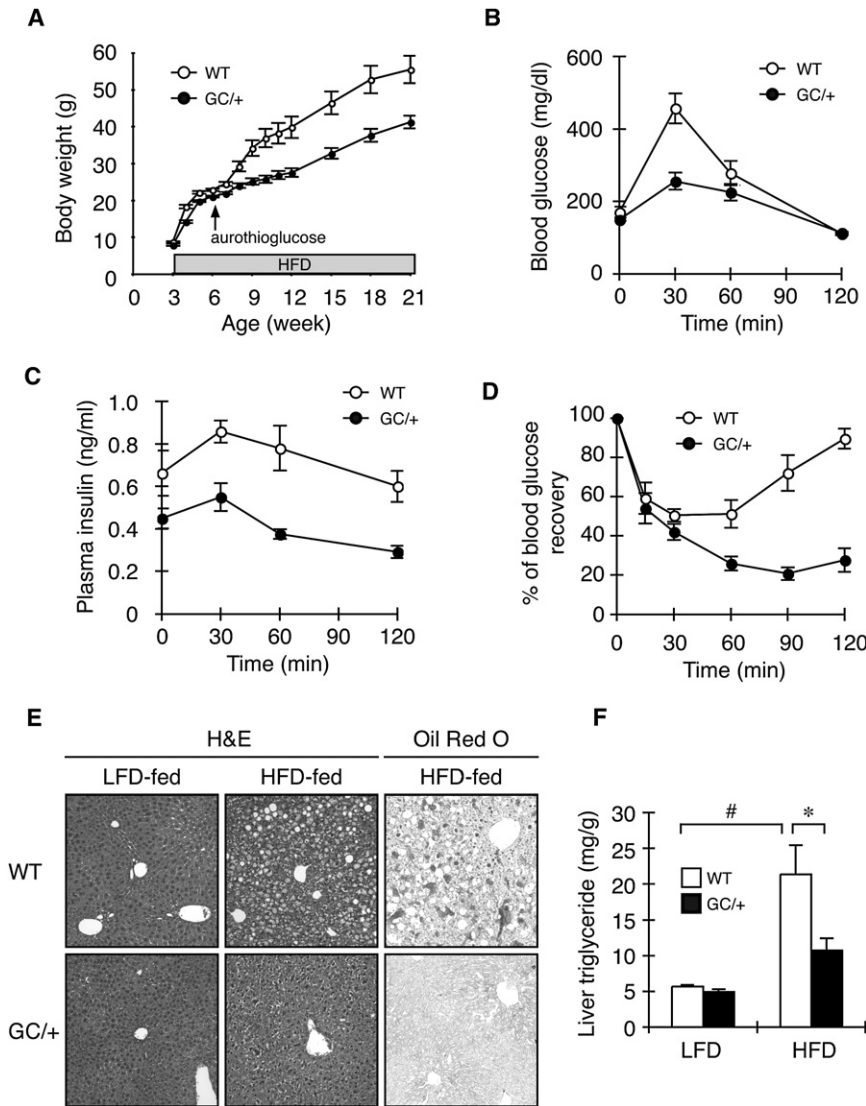 A
Body weight (g)
60
50
40
30
20
10
0
WT
GC/+
aurothioglucose
HFD
0 3 6 9 12 15 18 21
Age (week)
B
Blood glucose (mg/dl)
600
400
200
0
WT
GC/+
0 30 60 90 120
Time (min)
C
Plasma insulin (ng/ml)
1.0
0.8
0.6
0.4
0.2
0
WT
GC/+
0 30 60 90 120
Time (min)
D
% of blood glucose
recovery
100
80
60
40
20
0
WT
GC/+
0 30 60 90 120
Time (min)
E
H&E Oil Red O
LFD-fed HFD-fed HFD-fed
WT
GC/+
F
Liver triglyceride (mg/g)
30
25
20
15
10
5
0
# *
WT
GC/+
LFD HFD